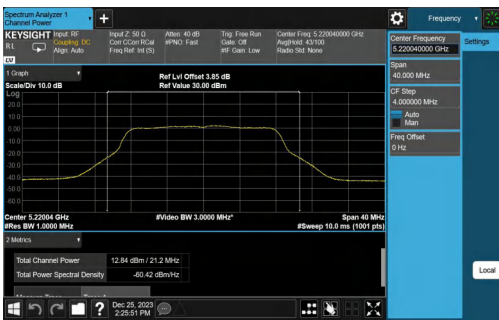 Spectrum Analyzer 1
Channel Power
Frequency
KEYSIGHT
Input: RF
Coupling: DC
Align: Auto
Input Z: 50 Ω
Corr CCorr RCal
Freq Ref: Int (S)
Atten: 40 dB
#PNO: Fast
Trig: Free Run
Gate: Off
#IF Gain: Low
Center Freq: 5.220040000 GHz
Avg|Hold: 43/100
Radio Std: None
R L
LVI
Center Frequency
5.220040000 GHz
Settings
Span
40.000 MHz
CF Step
4.000000 MHz
Auto
Man
Freq Offset
0 Hz
Local
1 Graph
Scale/Div 10.0 dB
Ref Lvl Offset 3.85 dB
Ref Value 30.00 dBm
Log
20.0
10.0
0.00
-10.0
-20.0
-30.0
-40.0
-50.0
-60.0
Center 5.22004 GHz
#Video BW 3.0000 MHz*
Span 40 MHz
#Res BW 1.0000 MHz
#Sweep 10.0 ms (1001 pts)
2 Metrics
Total Channel Power 12.84 dBm / 21.2 MHz
Total Power Spectral Density -60.42 dBm/Hz
?
Dec 25, 2023
2:25:51 PM